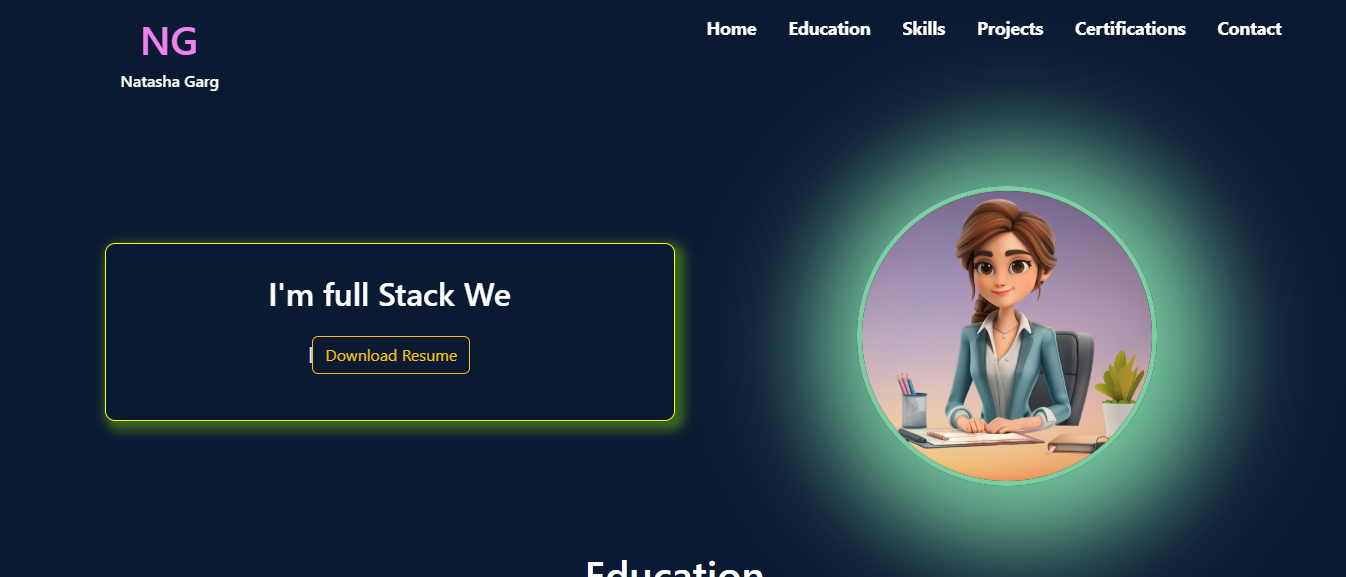 NG
Natasha Garg
Home Education Skills Projects Certifications Contact
I'm full Stack We
Download Resume
Education